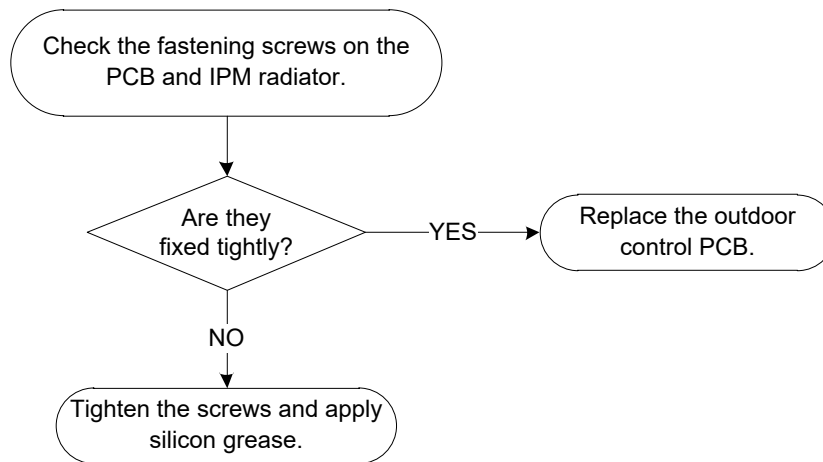 Check the fastening screws on the
PCB and IPM radiator.
Are they
fixed tightly?
YES
Replace the outdoor
control PCB.
NO
Tighten the screws and apply
silicon grease.